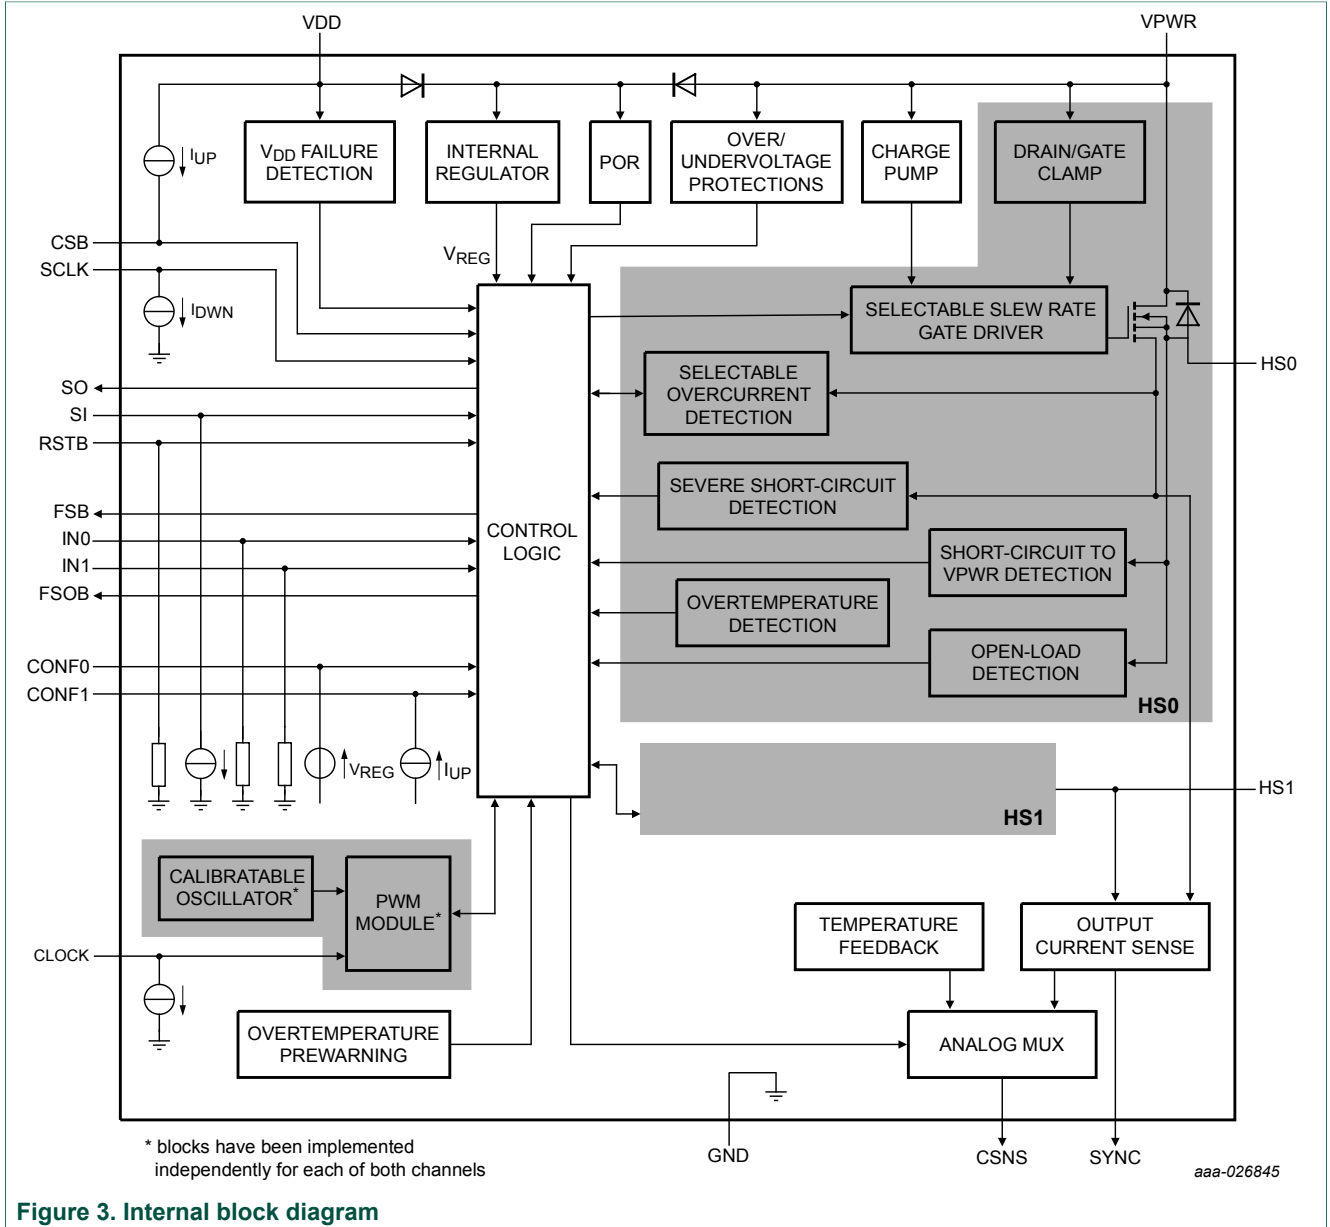 VDD
VPWR
IUP
VDD FAILURE
DETECTION
INTERNAL
REGULATOR
POR
OVER/
UNDERVOLTAGE
PROTECTIONS
CHARGE
PUMP
DRAIN/GATE
CLAMP
CSB
SCLK
VREG
IDWN
SELECTABLE SLEW RATE
GATE DRIVER
HS0
SO
SI
RSTB
SELECTABLE
OVERCURRENT
DETECTION
SEVERE SHORT-CIRCUIT
DETECTION
FSB
IN0
IN1
FSOB
CONTROL
LOGIC
SHORT-CIRCUIT TO
VPWR DETECTION
OVERTEMPERATURE
DETECTION
OPEN-LOAD
DETECTION
CONF0
CONF1
HS0
VREG
IUP
HS1
HS1
CALIBRATABLE
OSCILLATOR*
PWM
MODULE*
CLOCK
TEMPERATURE
FEEDBACK
OUTPUT
CURRENT SENSE
OVERTEMPERATURE
PREWARNING
ANALOG MUX
* blocks have been implemented
independently for each of both channels
GND
CSNS
SYNC
aaa-026845
Figure 3. Internal block diagram